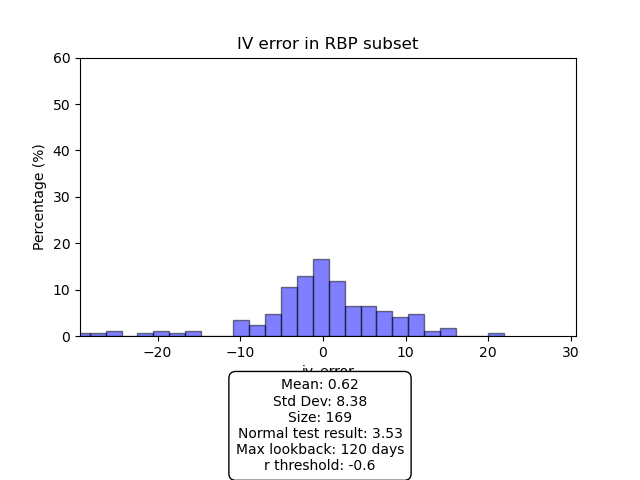 IV error in RBP subset
Percentage (%)
60
50
40
30
20
10
0
−20
−10
0
10
20
30
iv_error
Mean: 0.62
Std Dev: 8.38
Size: 169
Normal test result: 3.53
Max lookback: 120 days
r threshold: -0.6